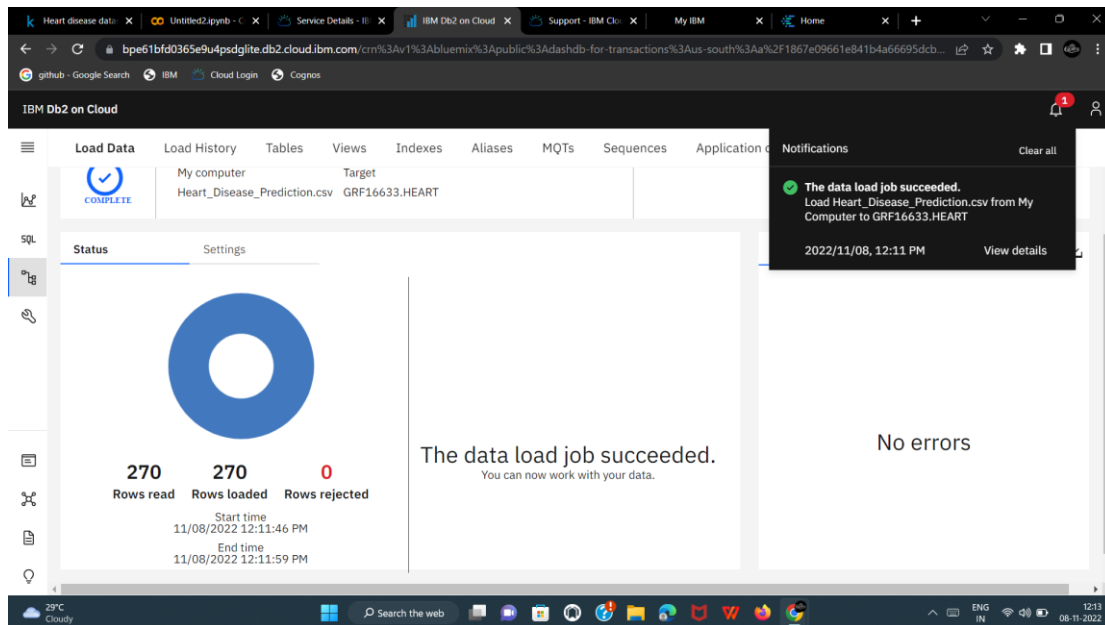 Heart disease data
Untitled2.ipynb - C
Service Details - IB
IBM Db2 on Cloud
Support - IBM Clou
My IBM
Home
bpe61bfd0365e9u4psdglite.db2.cloud.ibm.com/crn%3Av1%3Abluemix%3Apublic%3Adashdb-for-transactions%3Aus-south%3Aa%2F1867e09661e841b4a66695dcb...
github - Google Search
IBM
Cloud Login
Cognos
IBM Db2 on Cloud
1
Load Data
Load History
Tables
Views
Indexes
Aliases
MQTs
Sequences
Application
Notifications
Clear all
The data load job succeeded.
Load Heart_Disease_Prediction.csv from My
Computer to GRF16633.HEART
2022/11/08, 12:11 PM
View details
COMPLETE
My computer
Heart_Disease_Prediction.csv
Target
GRF16633.HEART
SQL
Status
Settings
270
Rows read
270
Rows loaded
0
Rows rejected
Start time
11/08/2022 12:11:46 PM
End time
11/08/2022 12:11:59 PM
The data load job succeeded.
You can now work with your data.
No errors
29°C
Cloudy
Search the web
ENG
IN
12:13
08-11-2022